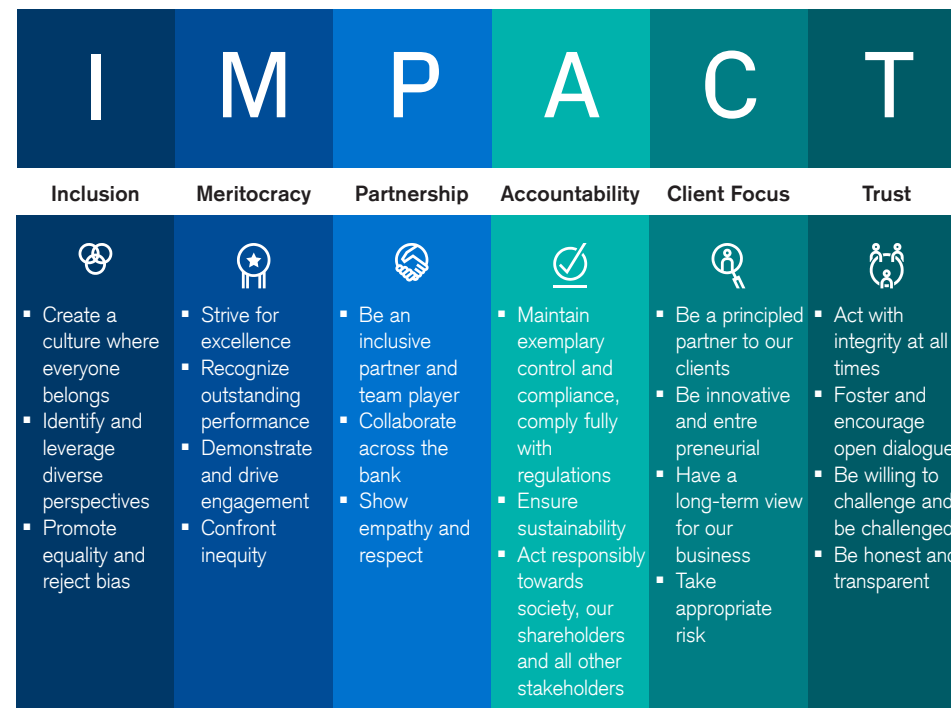 I M P A C T
Inclusion Meritocracy Partnership Accountability Client Focus Trust
▪ Create a
culture where
everyone
belongs
▪ Identify and
leverage
diverse
perspectives
▪ Promote
equality and
reject bias
▪ Strive for
excellence
▪ Recognize
outstanding
performance
▪ Demonstrate
and drive
engagement
▪ Confront
inequity
▪ Be an
inclusive
partner and
team player
▪ Collaborate
across the
bank
▪ Show
empathy and
respect
▪ Maintain
exemplary
control and
compliance,
comply fully
with
regulations
▪ Ensure
sustainability
▪ Act responsibly
towards
society, our
shareholders
and all other
stakeholders
▪ Be a principled
partner to our
clients
▪ Be innovative
and entre
preneurial
▪ Have a
long-term view
for our
business
▪ Take
appropriate
risk
▪ Act with
integrity at all
times
▪ Foster and
encourage
open dialogue
▪ Be willing to
challenge and
be challenged
▪ Be honest and
transparent